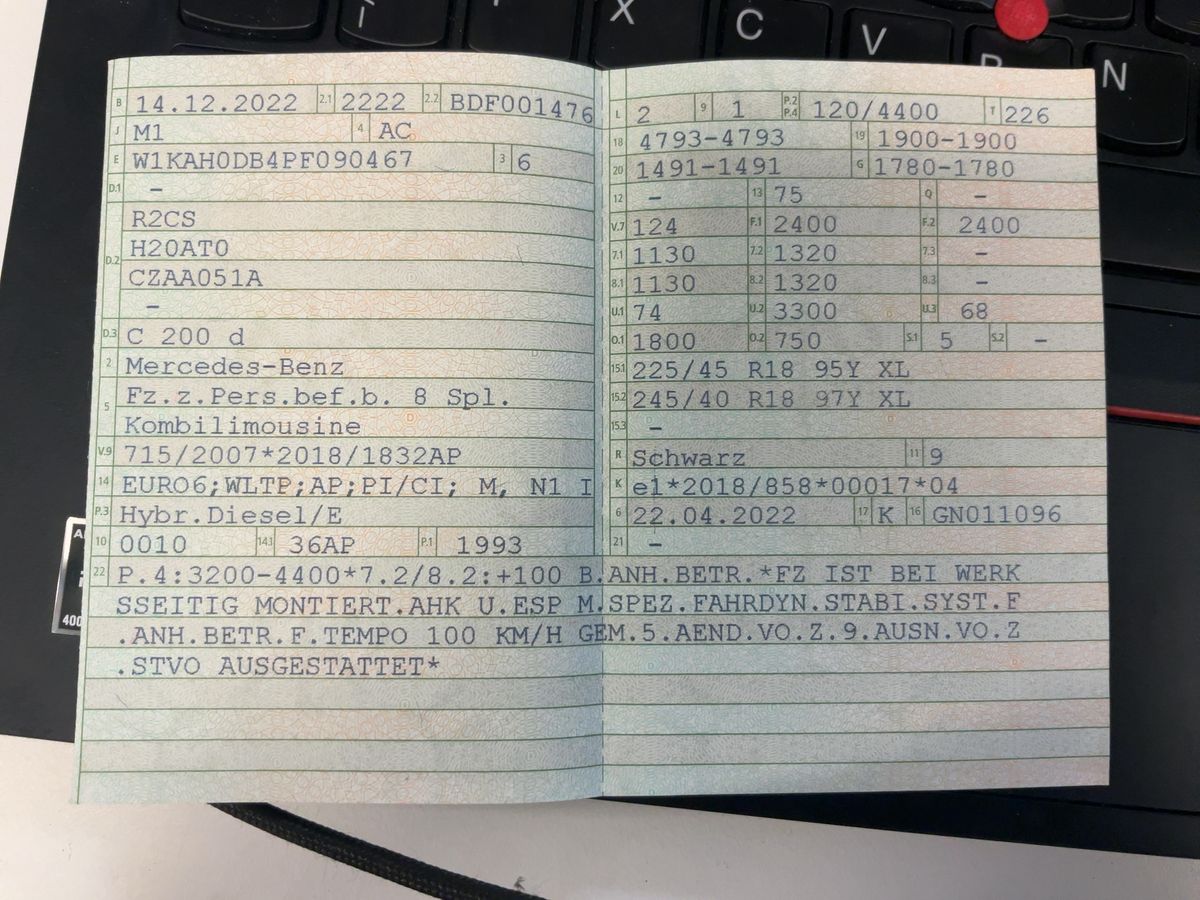 Ī X C V B N
B 14.12.2022 2.1 2222 2.2 BDF001476
J M1 4 AC
E W1KAH0DB4PF090467 3 6
D.1 –
R2CS
D.2 H20AT0
CZAA051A
–
D.3 C 200 d
2 Mercedes-Benz
5 Fz.z.Pers.bef.b. 8 Spl.
Kombilimousine
V.9 715/2007*2018/1832AP
14 EURO6;WLTP;AP;PI/CI; M, N1 I
P.3 Hybr.Diesel/E
10 0010 14.1 36AP P.1 1993
L 2 9 1 P.2 P.4 120/4400 T 226
18 4793-4793 19 1900-1900
20 1491-1491 G 1780-1780
12 – 13 75 Q –
V.7 124 F.1 2400 F.2 2400
7.1 1130 7.2 1320 7.3 –
8.1 1130 8.2 1320 8.3 –
U.1 74 U.2 3300 U.3 68
O.1 1800 O.2 750 S.1 5 S.2 –
15.1 225/45 R18 95Y XL
15.2 245/40 R18 97Y XL
15.3 –
R Schwarz 11 9
K e1*2018/858*00017*04
6 22.04.2022 17 K 16 GN011096
21 –
22 P.4:3200-4400*7.2/8.2:+100 B.ANH.BETR.*FZ IST BEI WERK
SSEITIG MONTIERT.AHK U.ESP M.SPEZ.FAHRDYN.STABI.SYST.F
.ANH.BETR.F.TEMPO 100 KM/H GEM.5.AEND.VO.Z.9.AUSN.VO.Z
.STVO AUSGESTATTET*
400